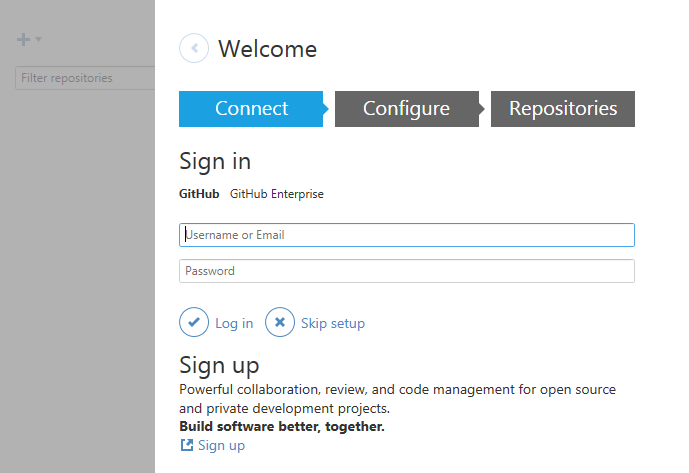 Filter repositories
Welcome
Connect Configure Repositories
Sign in
GitHub GitHub Enterprise
Username or Email
Password
Log in Skip setup
Sign up
Powerful collaboration, review, and code management for open source
and private development projects.
Build software better, together.
Sign up